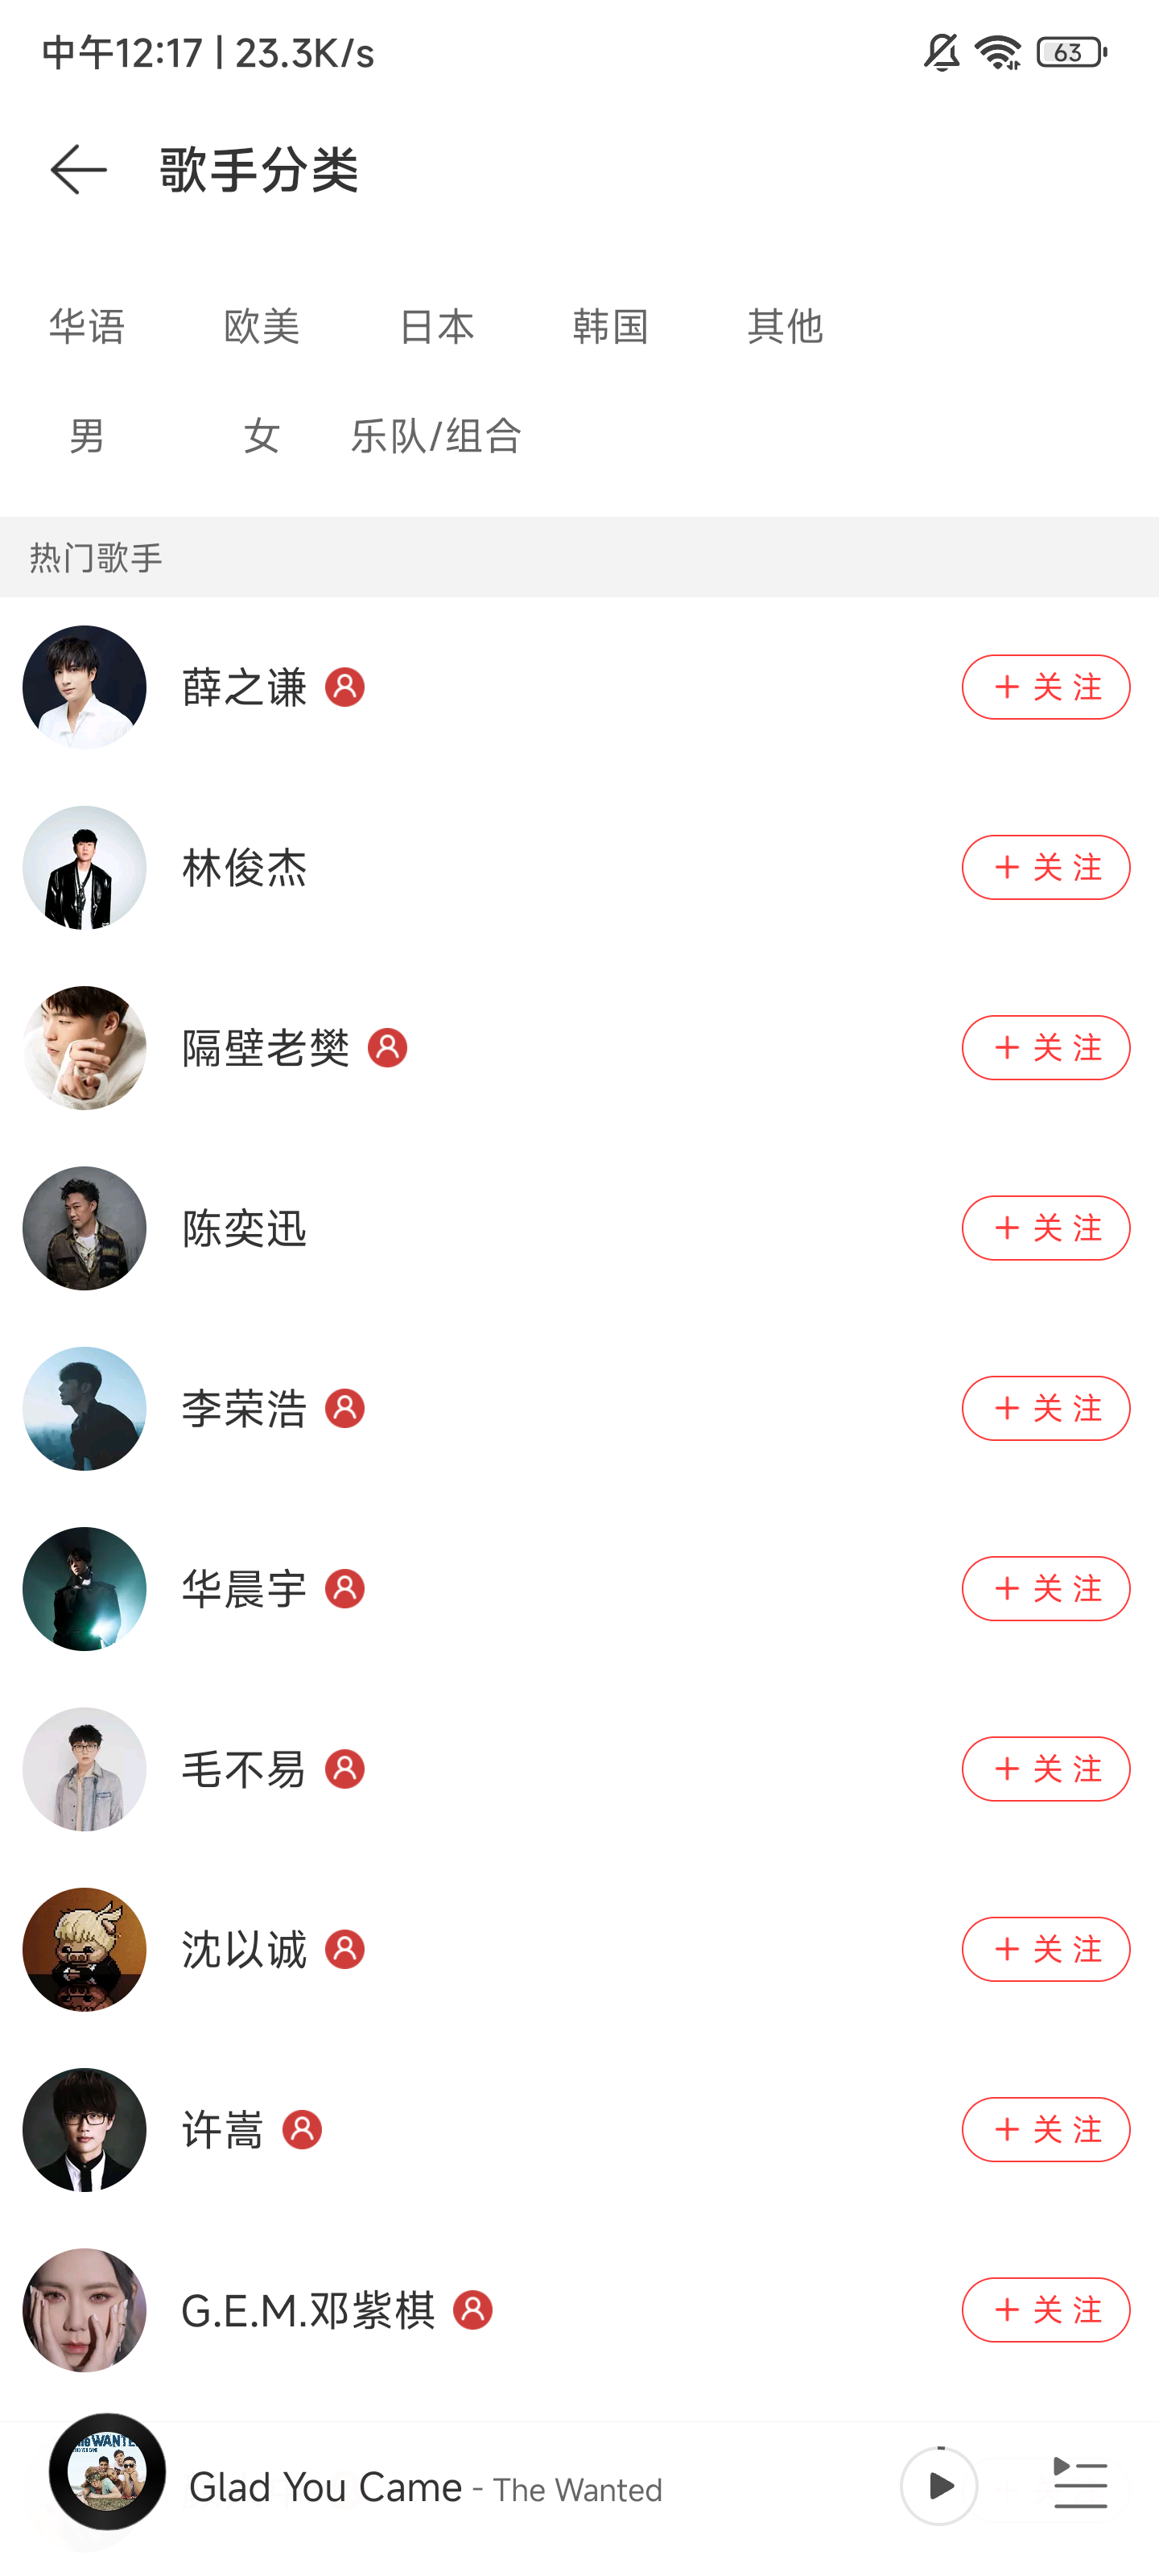 中午12:17 | 23.3K/s
63
歌手分类
华语 欧美 日本 韩国 其他
男 女 乐队/组合
热门歌手
薛之谦 + 关 注
林俊杰 + 关 注
隔壁老樊 + 关 注
陈奕迅 + 关 注
李荣浩 + 关 注
华晨宇 + 关 注
毛不易 + 关 注
沈以诚 + 关 注
许嵩 + 关 注
G.E.M.邓紫棋 + 关 注
Glad You Came - The Wanted